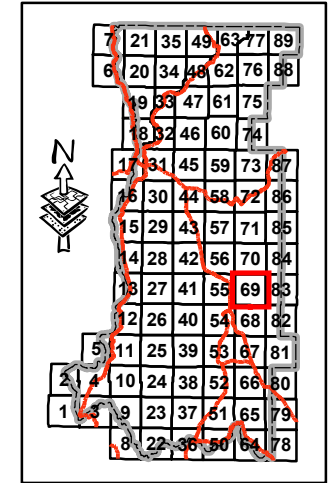 7 21 35 49 63 77 89
6 20 34 48 62 76 88
19 33 47 61 75
18 32 46 60 74
N
17 31 45 59 73 87
16 30 44 58 72 86
15 29 43 57 71 85
14 28 42 56 70 84
13 27 41 55 69 83
12 26 40 54 68 82
5 11 25 39 53 67 81
2 4 10 24 38 52 66 80
1 3 9 23 37 51 65 79
8 22 36 50 64 78